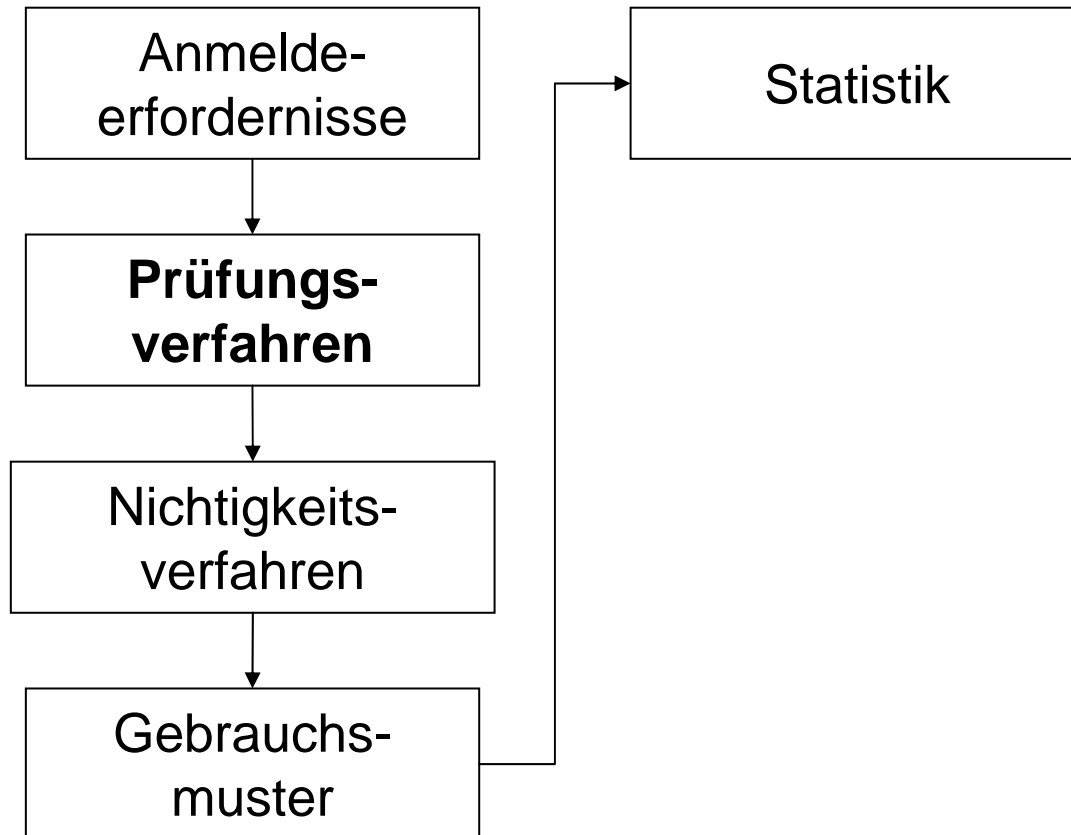 Anmelde-
erfordernisse
Prüfungs-
verfahren
Nichtigkeits-
verfahren
Gebrauchs-
muster
Statistik